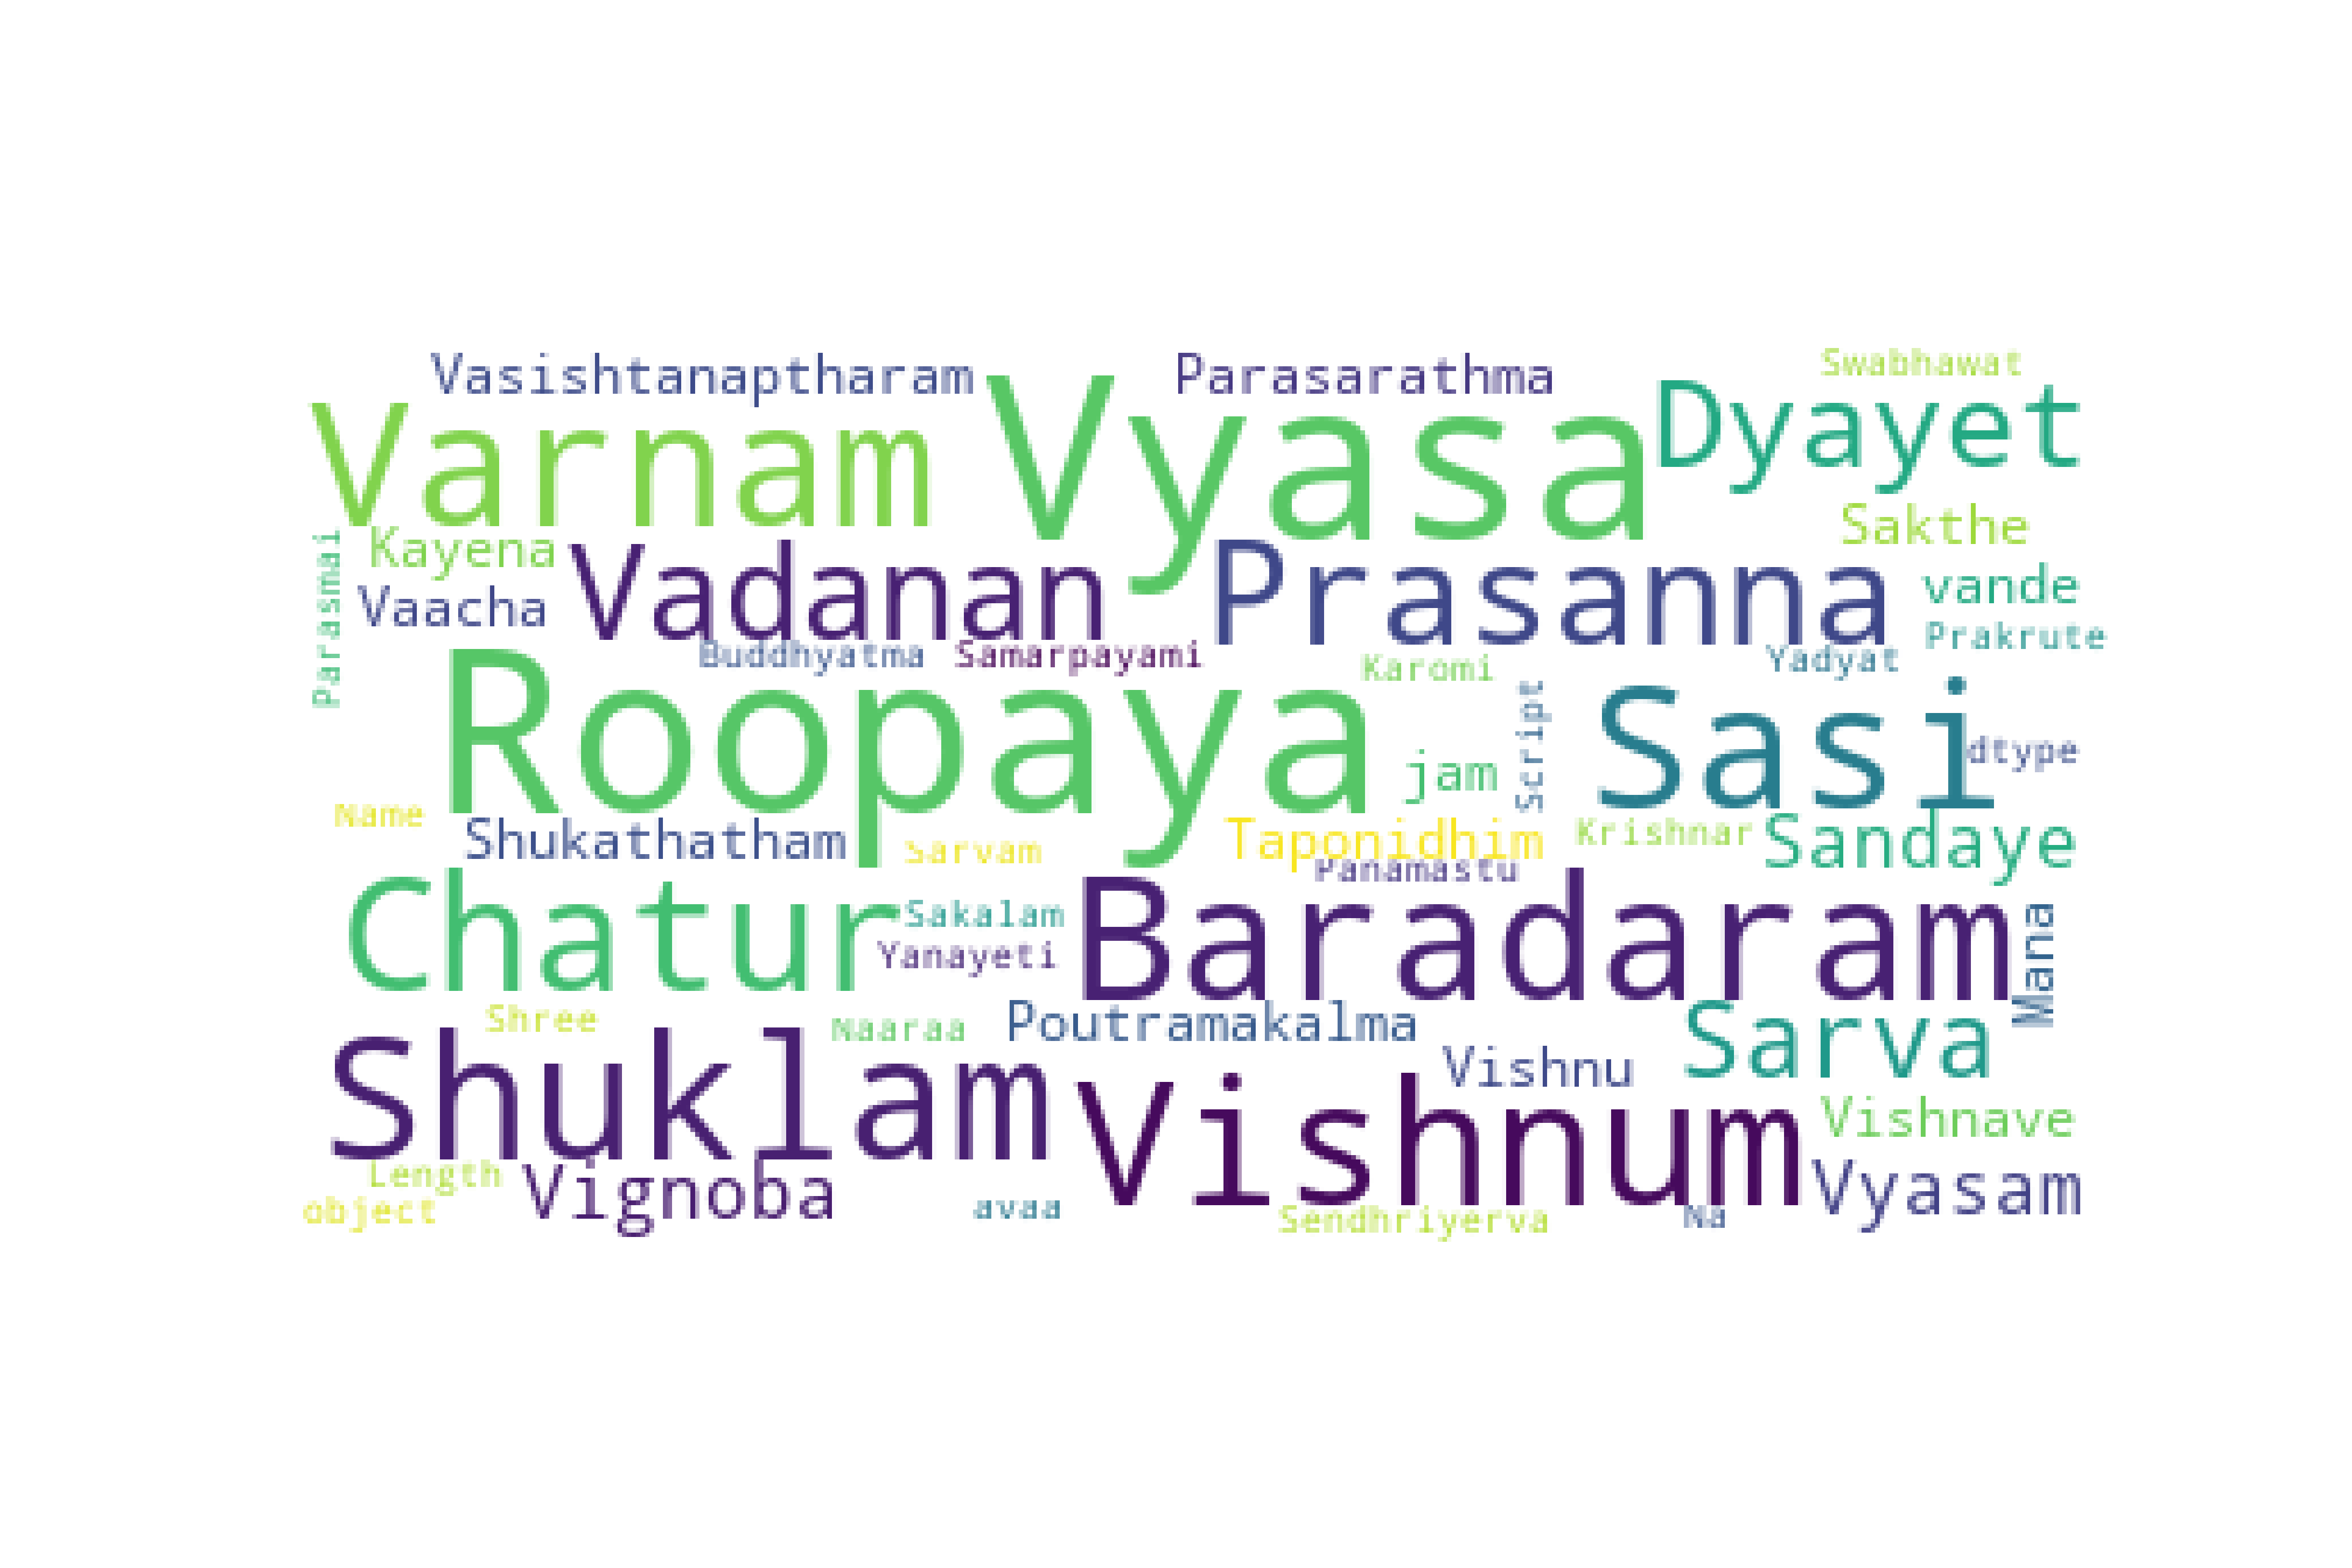 Vasishtanaptharam Parasarathma Swabhawat
Varnam Vyasa Dyayet
Sakthe
Parasmai Kayena Vadanan Prasanna vande
Vaacha
Prakrute
Buddhyatma Samarpayami Karomi Yadyat
Roopaya jam Script Sasi dtype
Name
Shukathatham Sarvam Taponidhim Krishnar Sandaye
Panamastu
Chatur Sakalam Baradaram Mana
Yanayeti
Shree Naaraa Poutramakalma Sarva
Shuklam Vishnum Vishnu
Vishnave
Length Vignoba Vyasam
object avaa Sendhriyerva Na